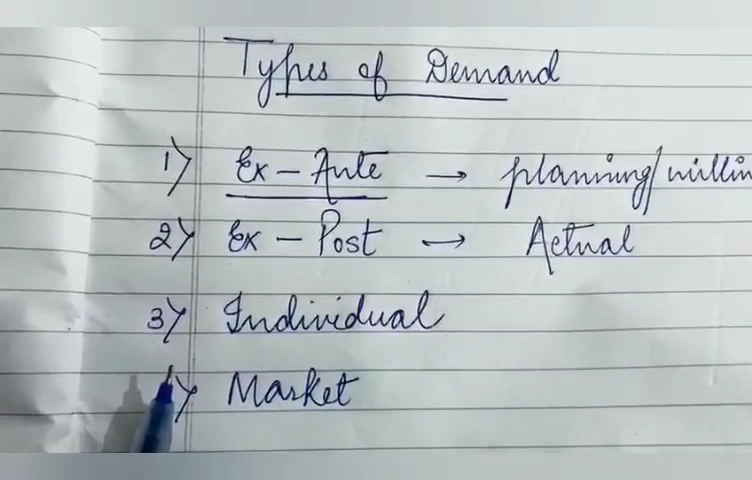 Types of Demand
1) Ex - Ante → planning/
2) Ex - Post → Actual
3) Individual
) Market